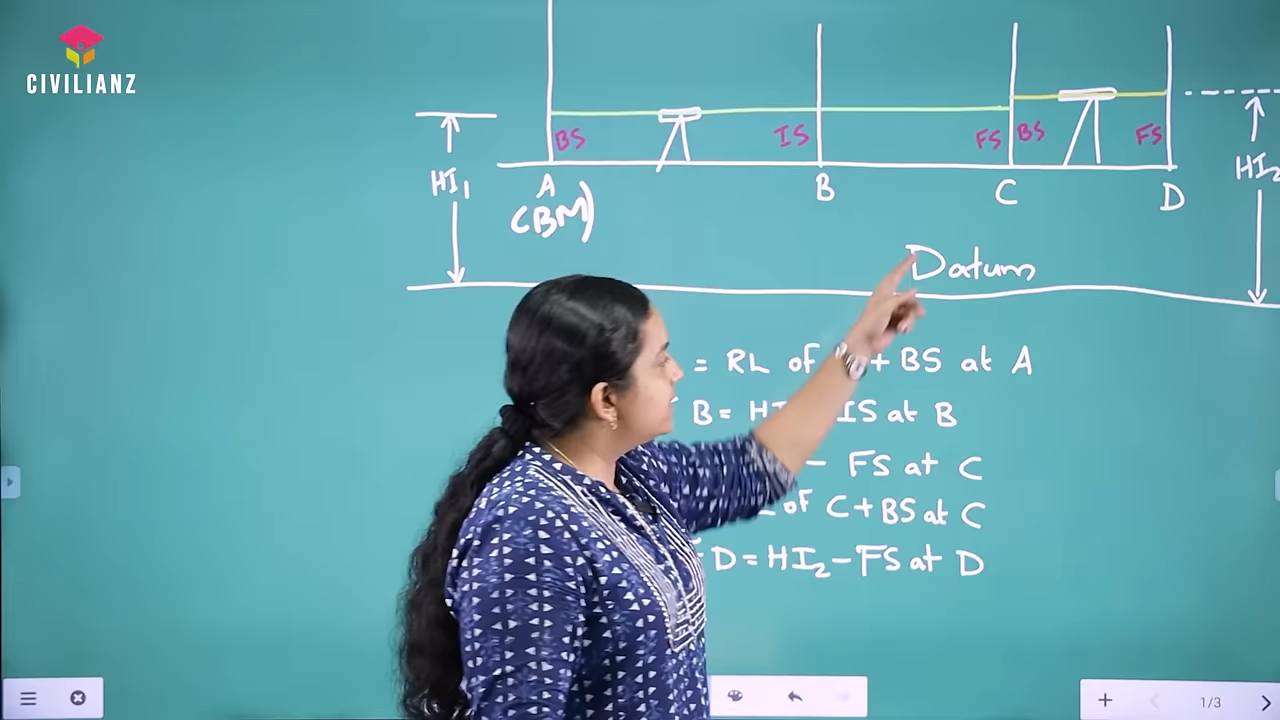 CIVILIANZ
BS IS FS BS FS
HI₁ HI₂
A B C D
(BM)
Datum
= RL of + BS at A
B = HI IS at B
- FS at C
of C + BS at C
D = HI₂ - FS at D
1/3